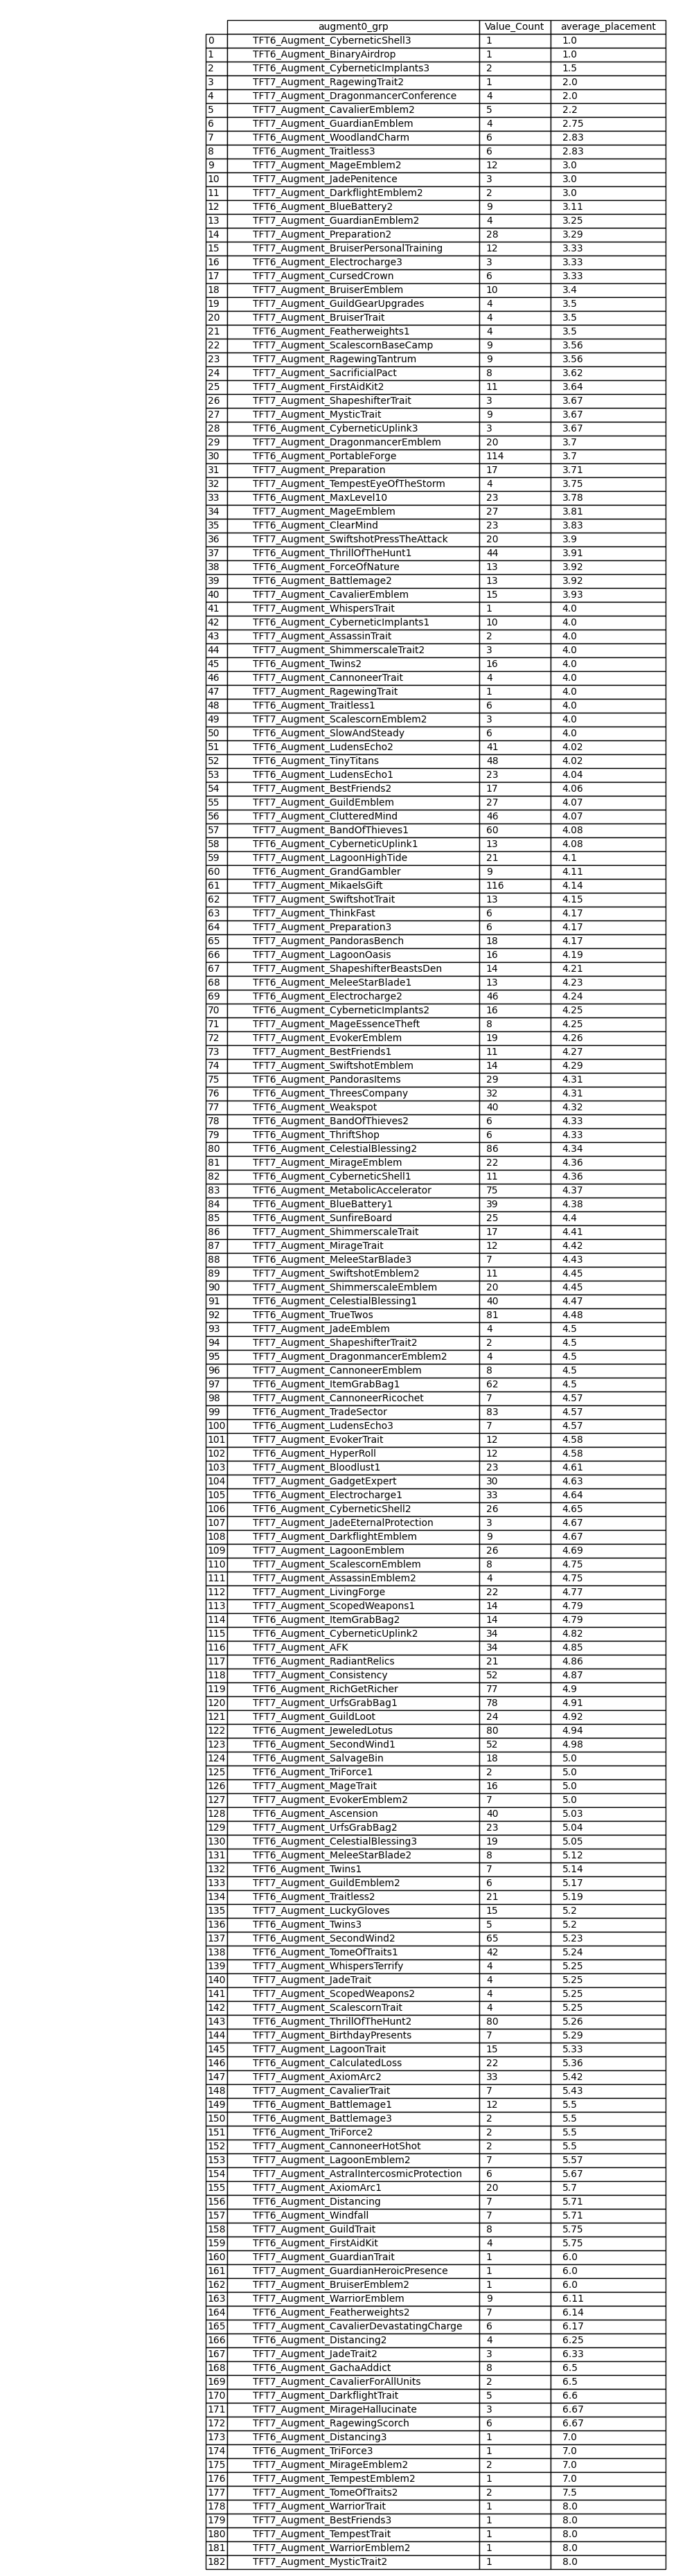 augment0_grp Value_Count average_placement
0 TFT6_Augment_CyberneticShell3 1 1.0
1 TFT6_Augment_BinaryAirdrop 1 1.0
2 TFT6_Augment_CyberneticImplants3 2 1.5
3 TFT7_Augment_RagewingTrait2 1 2.0
4 TFT7_Augment_DragonmancerConference 4 2.0
5 TFT7_Augment_CavalierEmblem2 5 2.2
6 TFT7_Augment_GuardianEmblem 4 2.75
7 TFT6_Augment_WoodlandCharm 6 2.83
8 TFT6_Augment_Traitless3 6 2.83
9 TFT7_Augment_MageEmblem2 12 3.0
10 TFT7_Augment_JadePenitence 3 3.0
11 TFT7_Augment_DarkflightEmblem2 2 3.0
12 TFT6_Augment_BlueBattery2 9 3.11
13 TFT7_Augment_GuardianEmblem2 4 3.25
14 TFT7_Augment_Preparation2 28 3.29
15 TFT7_Augment_BruiserPersonalTraining 12 3.33
16 TFT6_Augment_Electrocharge3 3 3.33
17 TFT7_Augment_CursedCrown 6 3.33
18 TFT7_Augment_BruiserEmblem 10 3.4
19 TFT7_Augment_GuildGearUpgrades 4 3.5
20 TFT7_Augment_BruiserTrait 4 3.5
21 TFT6_Augment_Featherweights1 4 3.5
22 TFT7_Augment_ScalescornBaseCamp 9 3.56
23 TFT7_Augment_RagewingTantrum 9 3.56
24 TFT7_Augment_SacrificialPact 8 3.62
25 TFT7_Augment_FirstAidKit2 11 3.64
26 TFT7_Augment_ShapeshifterTrait 3 3.67
27 TFT7_Augment_MysticTrait 9 3.67
28 TFT6_Augment_CyberneticUplink3 3 3.67
29 TFT7_Augment_DragonmancerEmblem 20 3.7
30 TFT6_Augment_PortableForge 114 3.7
31 TFT7_Augment_Preparation 17 3.71
32 TFT7_Augment_TempestEyeOfTheStorm 4 3.75
33 TFT6_Augment_MaxLevel10 23 3.78
34 TFT7_Augment_MageEmblem 27 3.81
35 TFT6_Augment_ClearMind 23 3.83
36 TFT7_Augment_SwiftshotPressTheAttack 20 3.9
37 TFT6_Augment_ThrillOfTheHunt1 44 3.91
38 TFT6_Augment_ForceOfNature 13 3.92
39 TFT6_Augment_Battlemage2 13 3.92
40 TFT7_Augment_CavalierEmblem 15 3.93
41 TFT7_Augment_WhispersTrait 1 4.0
42 TFT6_Augment_CyberneticImplants1 10 4.0
43 TFT7_Augment_AssassinTrait 2 4.0
44 TFT7_Augment_ShimmerscaleTrait2 3 4.0
45 TFT6_Augment_Twins2 16 4.0
46 TFT7_Augment_CannoneerTrait 4 4.0
47 TFT7_Augment_RagewingTrait 1 4.0
48 TFT6_Augment_Traitless1 6 4.0
49 TFT7_Augment_ScalescornEmblem2 3 4.0
50 TFT6_Augment_SlowAndSteady 6 4.0
51 TFT6_Augment_LudensEcho2 41 4.02
52 TFT6_Augment_TinyTitans 48 4.02
53 TFT6_Augment_LudensEcho1 23 4.04
54 TFT7_Augment_BestFriends2 17 4.06
55 TFT7_Augment_GuildEmblem 27 4.07
56 TFT7_Augment_ClutteredMind 46 4.07
57 TFT7_Augment_BandOfThieves1 60 4.08
58 TFT6_Augment_CyberneticUplink1 13 4.08
59 TFT7_Augment_LagoonHighTide 21 4.1
60 TFT6_Augment_GrandGambler 9 4.11
61 TFT7_Augment_MikaelsGift 116 4.14
62 TFT7_Augment_SwiftshotTrait 13 4.15
63 TFT7_Augment_ThinkFast 6 4.17
64 TFT7_Augment_Preparation3 6 4.17
65 TFT7_Augment_PandorasBench 18 4.17
66 TFT7_Augment_LagoonOasis 16 4.19
67 TFT7_Augment_ShapeshifterBeastsDen 14 4.21
68 TFT6_Augment_MeleeStarBlade1 13 4.23
69 TFT6_Augment_Electrocharge2 46 4.24
70 TFT6_Augment_CyberneticImplants2 16 4.25
71 TFT7_Augment_MageEssenceTheft 8 4.25
72 TFT7_Augment_EvokerEmblem 19 4.26
73 TFT7_Augment_BestFriends1 11 4.27
74 TFT7_Augment_SwiftshotEmblem 14 4.29
75 TFT6_Augment_PandorasItems 29 4.31
76 TFT6_Augment_ThreesCompany 32 4.31
77 TFT6_Augment_Weakspot 40 4.32
78 TFT6_Augment_BandOfThieves2 6 4.33
79 TFT6_Augment_ThriftShop 6 4.33
80 TFT6_Augment_CelestialBlessing2 86 4.34
81 TFT7_Augment_MirageEmblem 22 4.36
82 TFT6_Augment_CyberneticShell1 11 4.36
83 TFT6_Augment_MetabolicAccelerator 75 4.37
84 TFT6_Augment_BlueBattery1 39 4.38
85 TFT6_Augment_SunfireBoard 25 4.4
86 TFT7_Augment_ShimmerscaleTrait 17 4.41
87 TFT7_Augment_MirageTrait 12 4.42
88 TFT6_Augment_MeleeStarBlade3 7 4.43
89 TFT7_Augment_SwiftshotEmblem2 11 4.45
90 TFT7_Augment_ShimmerscaleEmblem 20 4.45
91 TFT6_Augment_CelestialBlessing1 40 4.47
92 TFT6_Augment_TrueTwos 81 4.48
93 TFT7_Augment_JadeEmblem 4 4.5
94 TFT7_Augment_ShapeshifterTrait2 2 4.5
95 TFT7_Augment_DragonmancerEmblem2 4 4.5
96 TFT7_Augment_CannoneerEmblem 8 4.5
97 TFT6_Augment_ItemGrabBag1 62 4.5
98 TFT7_Augment_CannoneerRicochet 7 4.57
99 TFT6_Augment_TradeSector 83 4.57
100 TFT6_Augment_LudensEcho3 7 4.57
101 TFT7_Augment_EvokerTrait 12 4.58
102 TFT6_Augment_HyperRoll 12 4.58
103 TFT7_Augment_Bloodlust1 23 4.61
104 TFT7_Augment_GadgetExpert 30 4.63
105 TFT6_Augment_Electrocharge1 33 4.64
106 TFT6_Augment_CyberneticShell2 26 4.65
107 TFT7_Augment_JadeEternalProtection 3 4.67
108 TFT7_Augment_DarkflightEmblem 9 4.67
109 TFT7_Augment_LagoonEmblem 26 4.69
110 TFT7_Augment_ScalescornEmblem 8 4.75
111 TFT7_Augment_AssassinEmblem2 4 4.75
112 TFT7_Augment_LivingForge 22 4.77
113 TFT7_Augment_ScopedWeapons1 14 4.79
114 TFT6_Augment_ItemGrabBag2 14 4.79
115 TFT6_Augment_CyberneticUplink2 34 4.82
116 TFT7_Augment_AFK 34 4.85
117 TFT6_Augment_RadiantRelics 21 4.86
118 TFT7_Augment_Consistency 52 4.87
119 TFT6_Augment_RichGetRicher 77 4.9
120 TFT7_Augment_UrfsGrabBag1 78 4.91
121 TFT7_Augment_GuildLoot 24 4.92
122 TFT6_Augment_JeweledLotus 80 4.94
123 TFT6_Augment_SecondWind1 52 4.98
124 TFT6_Augment_SalvageBin 18 5.0
125 TFT6_Augment_TriForce1 2 5.0
126 TFT7_Augment_MageTrait 16 5.0
127 TFT7_Augment_EvokerEmblem2 7 5.0
128 TFT6_Augment_Ascension 40 5.03
129 TFT7_Augment_UrfsGrabBag2 23 5.04
130 TFT6_Augment_CelestialBlessing3 19 5.05
131 TFT6_Augment_MeleeStarBlade2 8 5.12
132 TFT6_Augment_Twins1 7 5.14
133 TFT7_Augment_GuildEmblem2 6 5.17
134 TFT6_Augment_Traitless2 21 5.19
135 TFT7_Augment_LuckyGloves 15 5.2
136 TFT6_Augment_Twins3 5 5.2
137 TFT6_Augment_SecondWind2 65 5.23
138 TFT6_Augment_TomeOfTraits1 42 5.24
139 TFT7_Augment_WhispersTerrify 4 5.25
140 TFT7_Augment_JadeTrait 4 5.25
141 TFT7_Augment_ScopedWeapons2 4 5.25
142 TFT7_Augment_ScalescornTrait 4 5.25
143 TFT6_Augment_ThrillOfTheHunt2 80 5.26
144 TFT7_Augment_BirthdayPresents 7 5.29
145 TFT7_Augment_LagoonTrait 15 5.33
146 TFT6_Augment_CalculatedLoss 22 5.36
147 TFT7_Augment_AxiomArc2 33 5.42
148 TFT7_Augment_CavalierTrait 7 5.43
149 TFT6_Augment_Battlemage1 12 5.5
150 TFT6_Augment_Battlemage3 2 5.5
151 TFT6_Augment_TriForce2 2 5.5
152 TFT7_Augment_CannoneerHotShot 2 5.5
153 TFT7_Augment_LagoonEmblem2 7 5.57
154 TFT7_Augment_AstralIntercosmicProtection 6 5.67
155 TFT7_Augment_AxiomArc1 20 5.7
156 TFT6_Augment_Distancing 7 5.71
157 TFT6_Augment_Windfall 7 5.71
158 TFT7_Augment_GuildTrait 8 5.75
159 TFT6_Augment_FirstAidKit 4 5.75
160 TFT7_Augment_GuardianTrait 1 6.0
161 TFT7_Augment_GuardianHeroicPresence 1 6.0
162 TFT7_Augment_BruiserEmblem2 1 6.0
163 TFT7_Augment_WarriorEmblem 9 6.11
164 TFT6_Augment_Featherweights2 7 6.14
165 TFT7_Augment_CavalierDevastatingCharge 6 6.17
166 TFT6_Augment_Distancing2 4 6.25
167 TFT7_Augment_JadeTrait2 3 6.33
168 TFT6_Augment_GachaAddict 8 6.5
169 TFT7_Augment_CavalierForAllUnits 2 6.5
170 TFT7_Augment_DarkflightTrait 5 6.6
171 TFT7_Augment_MirageHallucinate 3 6.67
172 TFT7_Augment_RagewingScorch 6 6.67
173 TFT6_Augment_Distancing3 1 7.0
174 TFT6_Augment_TriForce3 1 7.0
175 TFT7_Augment_MirageEmblem2 2 7.0
176 TFT7_Augment_TempestEmblem2 1 7.0
177 TFT6_Augment_TomeOfTraits2 2 7.5
178 TFT7_Augment_WarriorTrait 1 8.0
179 TFT7_Augment_BestFriends3 1 8.0
180 TFT7_Augment_TempestTrait 1 8.0
181 TFT7_Augment_WarriorEmblem2 1 8.0
182 TFT7_Augment_MysticTrait2 1 8.0